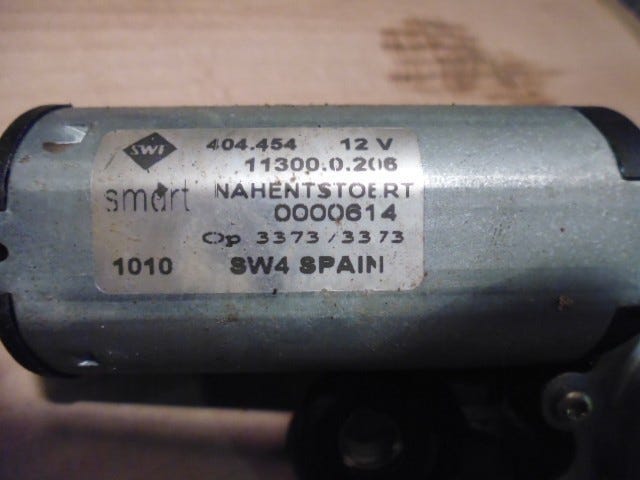 SWF
404.454 12 V
11300.0.206
smart NAHENTSTOERT
0000614
Op 3373/3373
1010 SW4 SPAIN